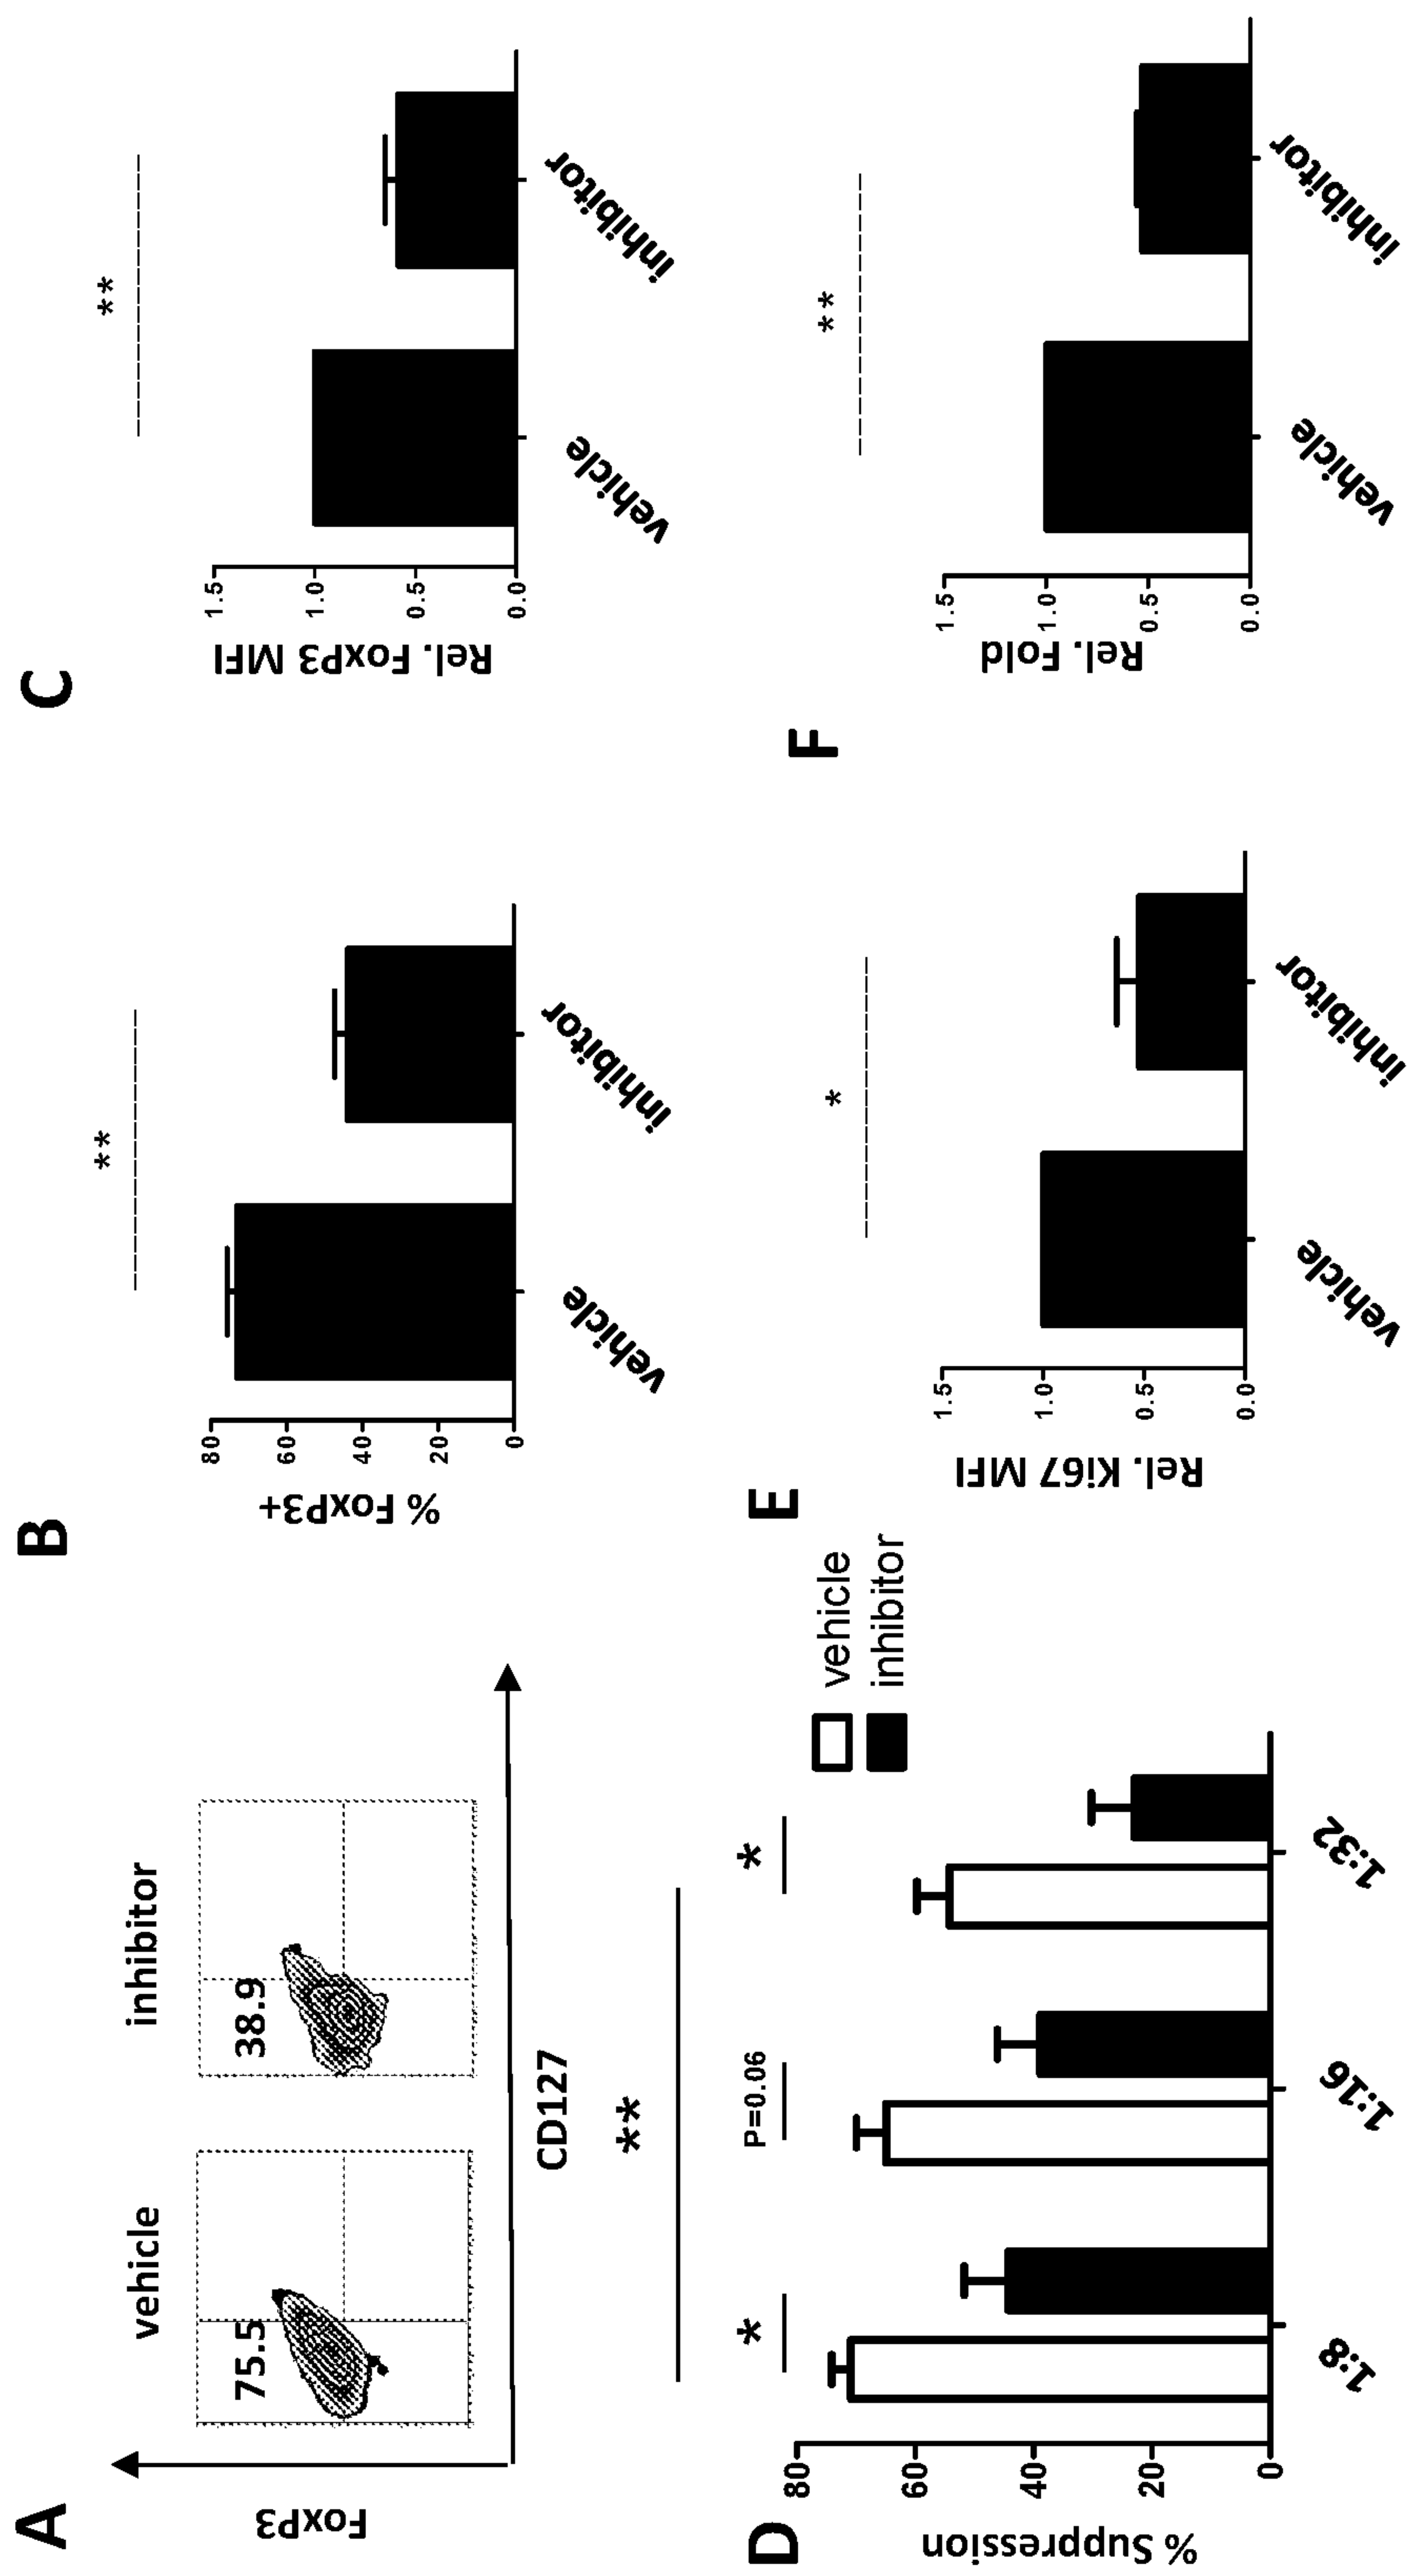 A
FoxP3
vehicle
inhibitor
75.5
38.9
CD127
B
% FoxP3+
80
60
40
20
0
**
vehicle
inhibitor
C
Rel. FoxP3 MFI
1.5
1.0
0.5
0.0
**
vehicle
inhibitor
D
% Suppression
80
60
40
20
0
**
*
P=0.06
*
1:8
1:16
1:32
vehicle
inhibitor
E
Rel. Ki67 MFI
1.5
1.0
0.5
0.0
*
vehicle
inhibitor
F
Rel. Fold
1.5
1.0
0.5
0.0
**
vehicle
inhibitor